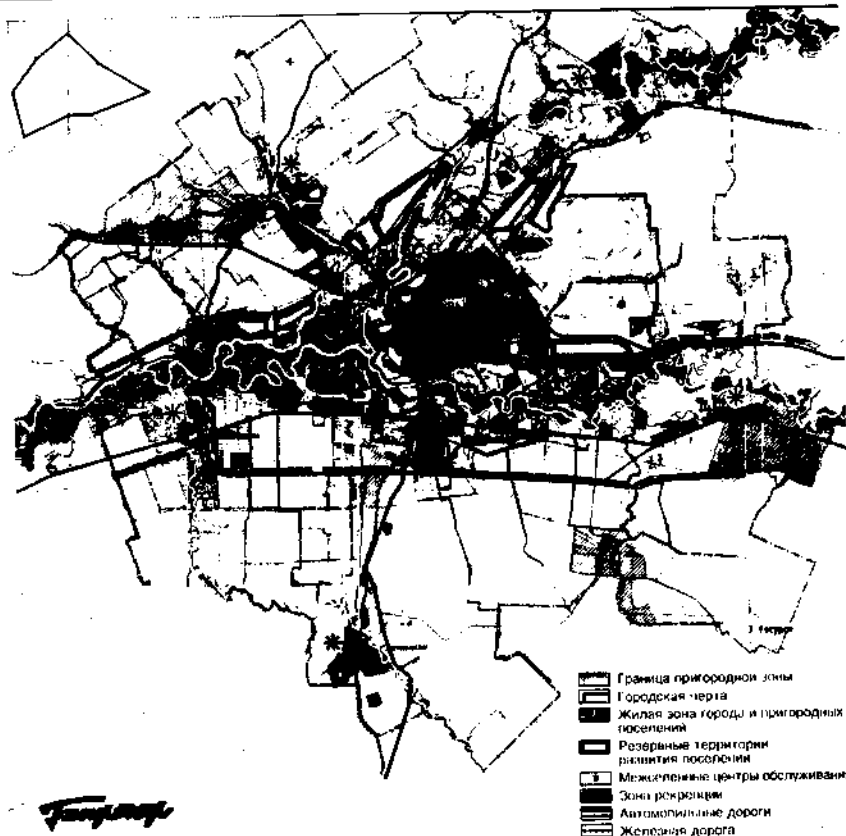 Граница пригородной зоны
Городская черта
Жилая зона города и пригородных
поселений
Резервные территории
развития поселений
Межселенные центры обслуживания
Зона рекреации
Автомобильные дороги
Железная дорога